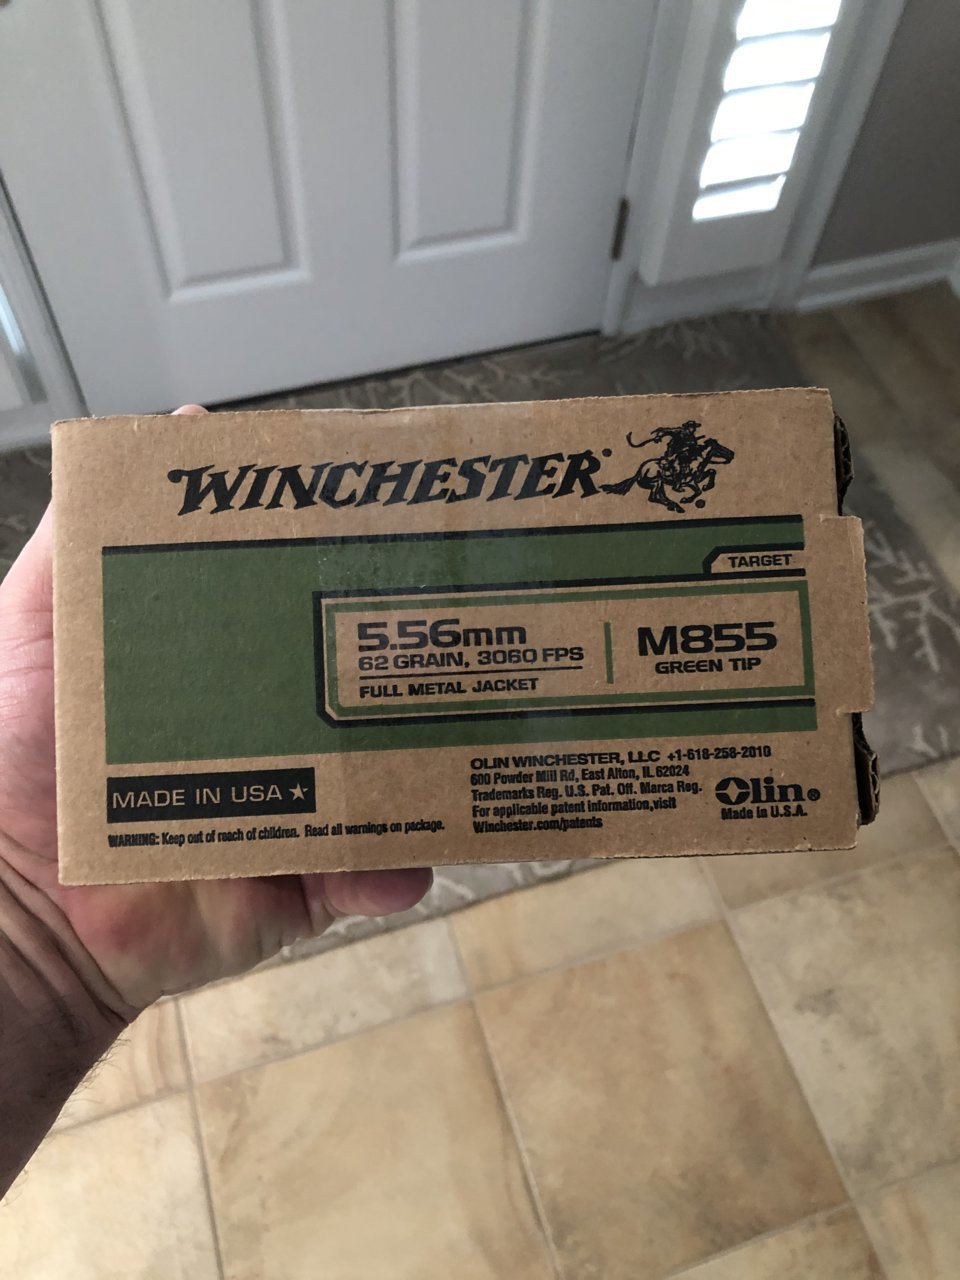 WINCHESTER
TARGET
5.56mm
62 GRAIN, 3060 FPS
FULL METAL JACKET
M855
GREEN TIP
MADE IN USA ★
WARNING: Keep out of reach of children. Read all warnings on package.
OLIN WINCHESTER, LLC +1-618-258-2010
600 Powder Mill Rd, East Alton, IL 62024
Trademarks Reg. U.S. Pat. Off. Marca Reg.
For applicable patent information,visit
Winchester.com/patents
Olin®
Made in U.S.A.